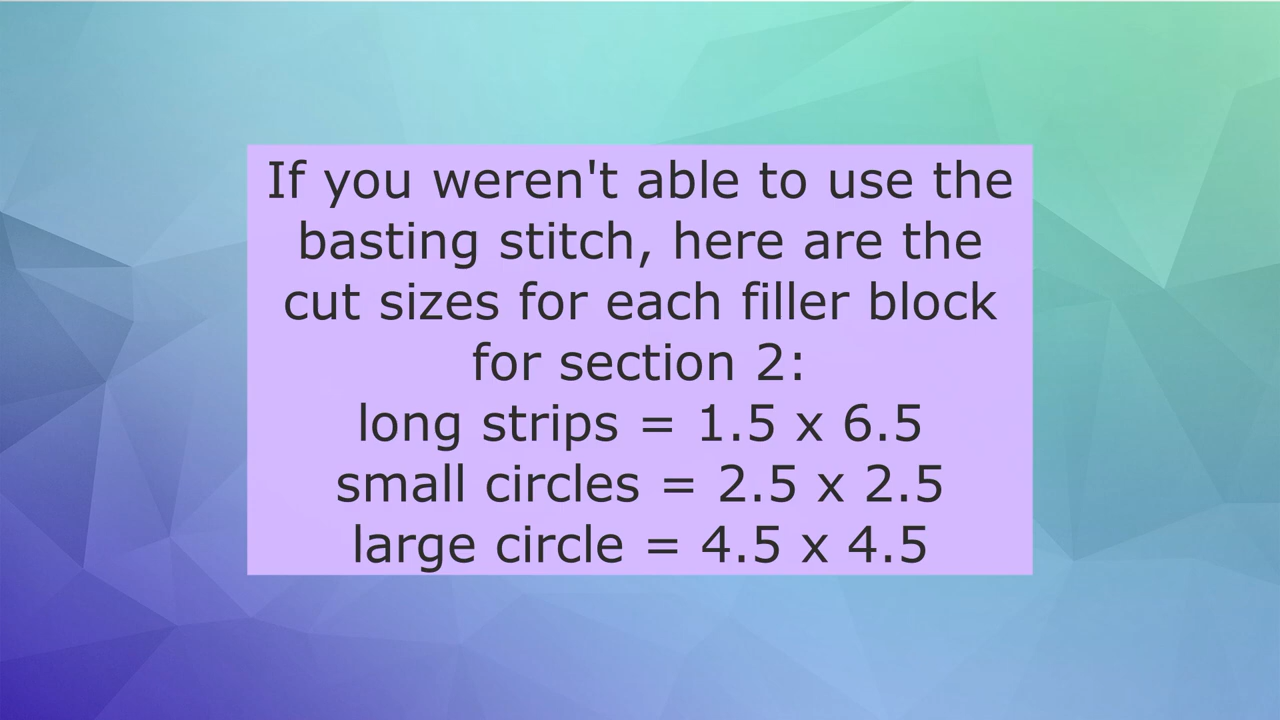 If you weren't able to use the
basting stitch, here are the
cut sizes for each filler block
for section 2:
long strips = 1.5 x 6.5
small circles = 2.5 x 2.5
large circle = 4.5 x 4.5